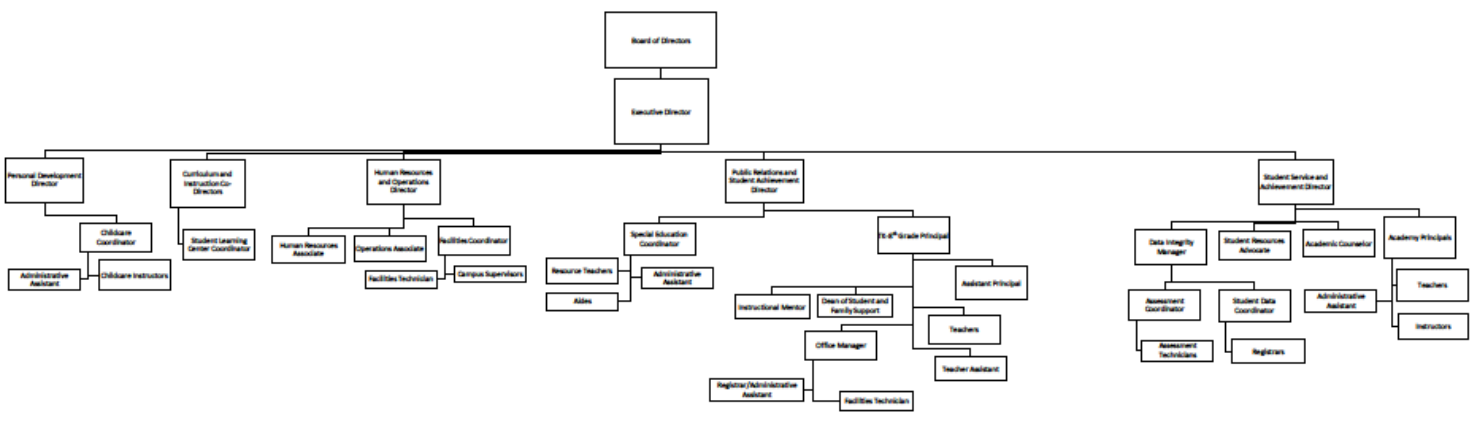 Board of Directors
Executive Director
Personal Development
Director
Curriculum and
Instruction Co-
Directors
Human Resources
and Operations
Director
Public Relations and
Student Achievement
Director
Student Service and
Achievement Director
Childcare
Coordinator
Administrative
Assistant
Childcare Instructors
Student Learning
Center Coordinator
Human Resources
Associate
Operations Associate
Facilities Coordinator
Facilities Technician
Campus Supervisors
Special Education
Coordinator
Resource Teachers
Administrative
Assistant
Aides
TK-8th Grade Principal
Assistant Principal
Instructional Mentor
Dean of Student and
Family Support
Teachers
Office Manager
Teacher Assistant
Registrar/Administrative
Assistant
Facilities Technician
Data Integrity
Manager
Student Resources
Advocate
Academic Counselor
Academy Principals
Assessment
Coordinator
Student Data
Coordinator
Assessment
Technicians
Registrars
Teachers
Administrative
Assistant
Instructors